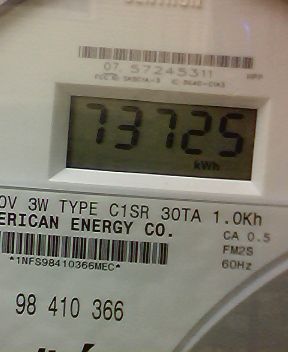 07 57245311
HPP
73725
kWh
0V 3W TYPE C1SR 30TA 1.0Kh
ERICAN ENERGY CO.
CA 0.5
FM2S
60Hz
*1NFS98410366MEC*
98 410 366